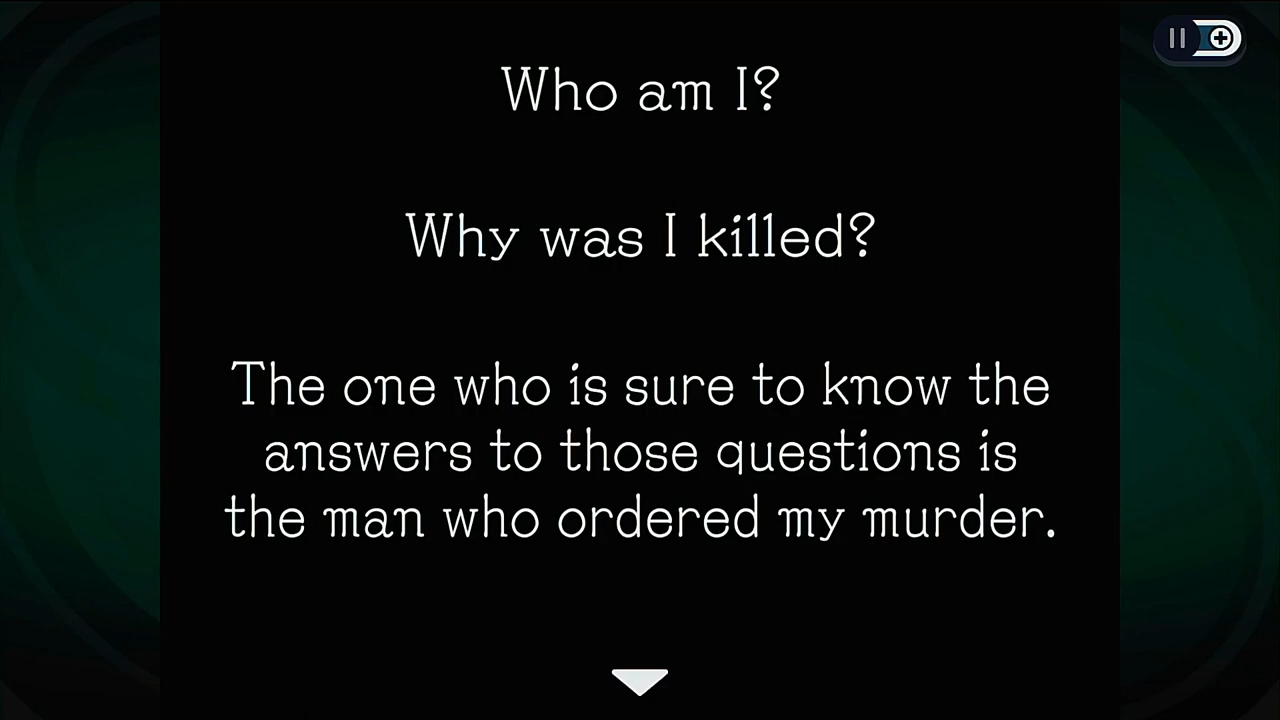 Who am I?
Why was I killed?
The one who is sure to know the
answers to those questions is
the man who ordered my murder.